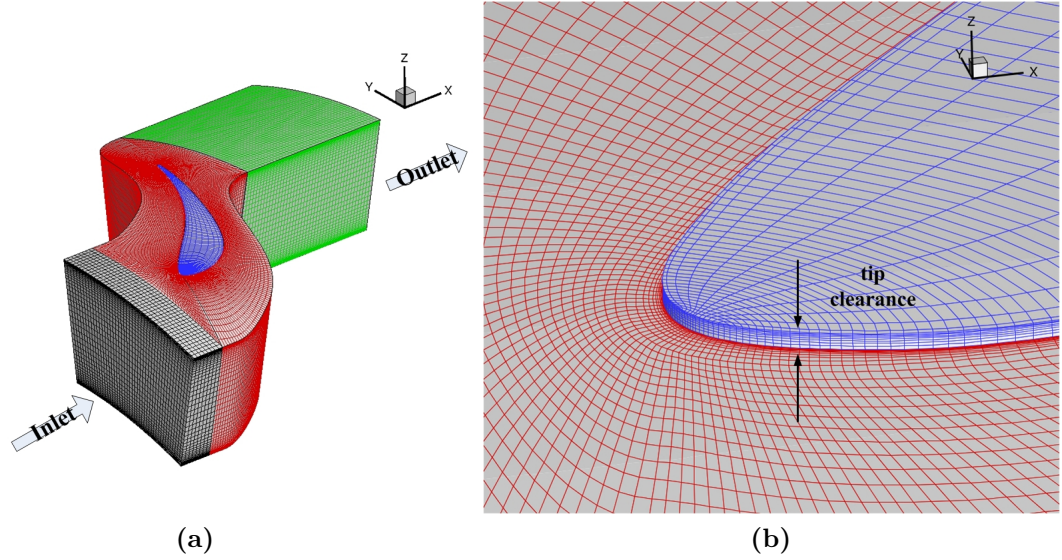 Z
Y
X
Outlet
Inlet
(a)
Z
Y
X
tip
clearance
(b)